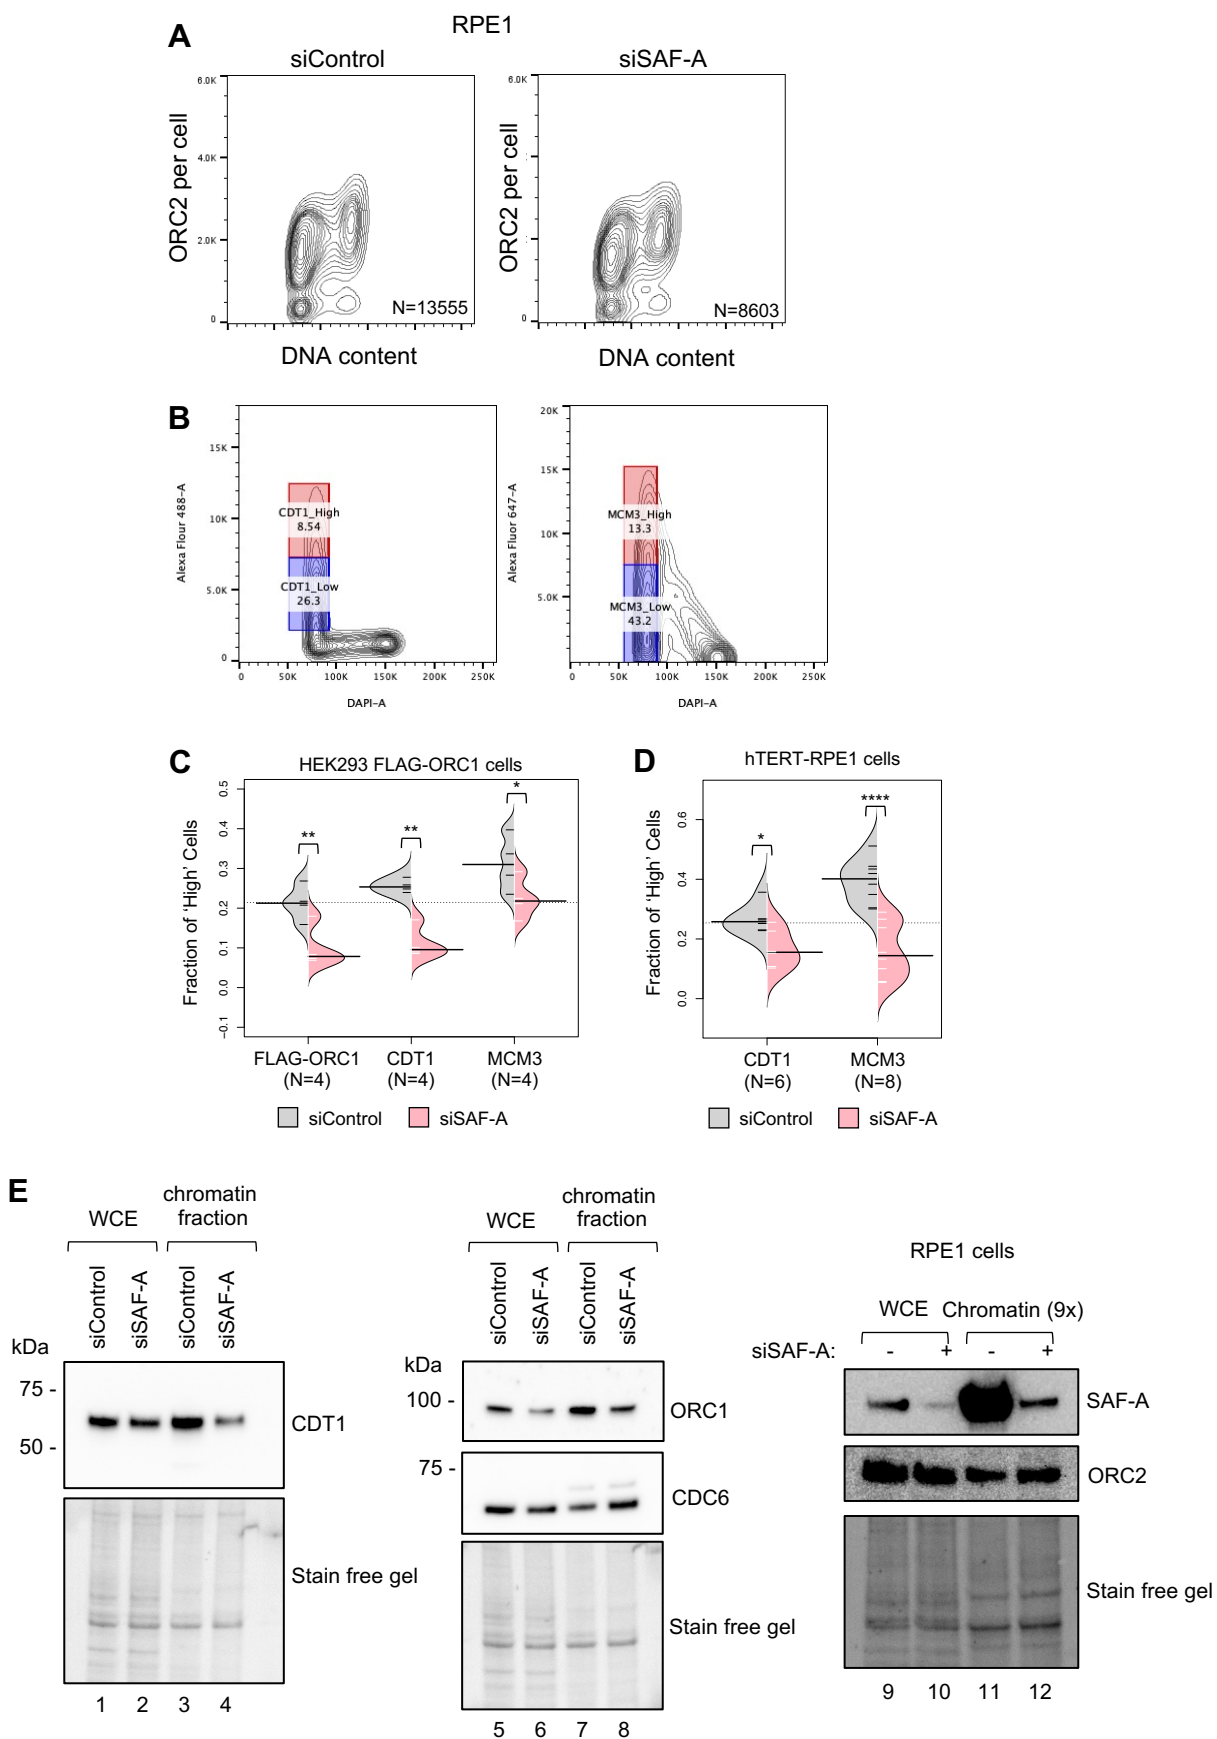 A
RPE1
siControl
siSAF-A
6.0K
4.0K
2.0K
0
ORC2 per cell
N=13555
DNA content
6.0K
0
ORC2 per cell
N=8603
DNA content
B
15K
10K
5.0K
0
Alexa Flour 488-A
CDT1_High
8.54
CDT1_Low
26.3
0 50K 100K 150K 200K 250K
DAPI-A
20K
15K
10K
5.0K
Alexa Fluor 647-A
MCM3_High
13.3
MCM3_Low
43.2
0 50K 100K 150K 200K 250K
DAPI-A
C
HEK293 FLAG-ORC1 cells
Fraction of 'High' Cells
0.5
0.4
0.3
0.2
0.1
0.0
-0.1
** ** *
FLAG-ORC1 CDT1 MCM3
(N=4) (N=4) (N=4)
siControl siSAF-A
D
hTERT-RPE1 cells
Fraction of 'High' Cells
0.6
0.4
0.2
0.0
* ****
CDT1 MCM3
(N=6) (N=8)
siControl siSAF-A
E
WCE
chromatin
fraction
siControl
siSAF-A
siControl
siSAF-A
kDa
75 -
50 -
CDT1
Stain free gel
1 2 3 4
WCE
chromatin
fraction
siControl
siSAF-A
siControl
siSAF-A
kDa
100 -
ORC1
75 -
CDC6
Stain free gel
5 6 7 8
RPE1 cells
WCE Chromatin (9x)
siSAF-A: - + - +
SAF-A
ORC2
Stain free gel
9 10 11 12